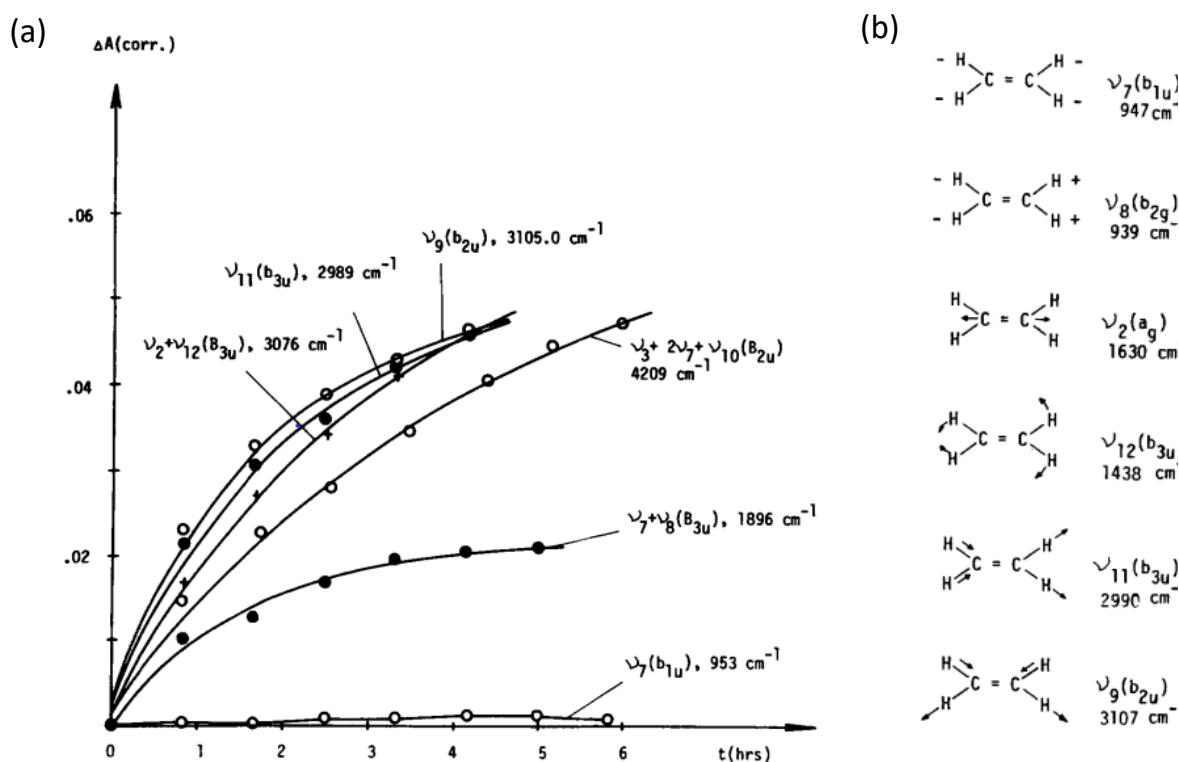 (a)
ΔA(corr.)
.06
.04
.02
0
0 1 2 3 4 5 6 t(hrs)
ν9(b2u), 3105.0 cm-1
ν11(b3u), 2989 cm-1
ν2+ν12(B3u), 3076 cm-1
ν3+ 2ν7+ ν10(B2u)
4209 cm-1
ν7+ν8(B3u), 1896 cm-1
ν7(b1u), 953 cm-1
(b)
- H H -
C = C
- H H -
ν7(b1u)
947cm-
- H H +
C = C
- H H +
ν8(b2g)
939 cm-
H H
C = C
H H
ν2(ag)
1630 cm-
H H
C = C
H H
ν12(b3u)
1438 cm-
H H
C = C
H H
ν11(b3u)
2990 cm-
H H
C = C
H H
ν9(b2u)
3107 cm-